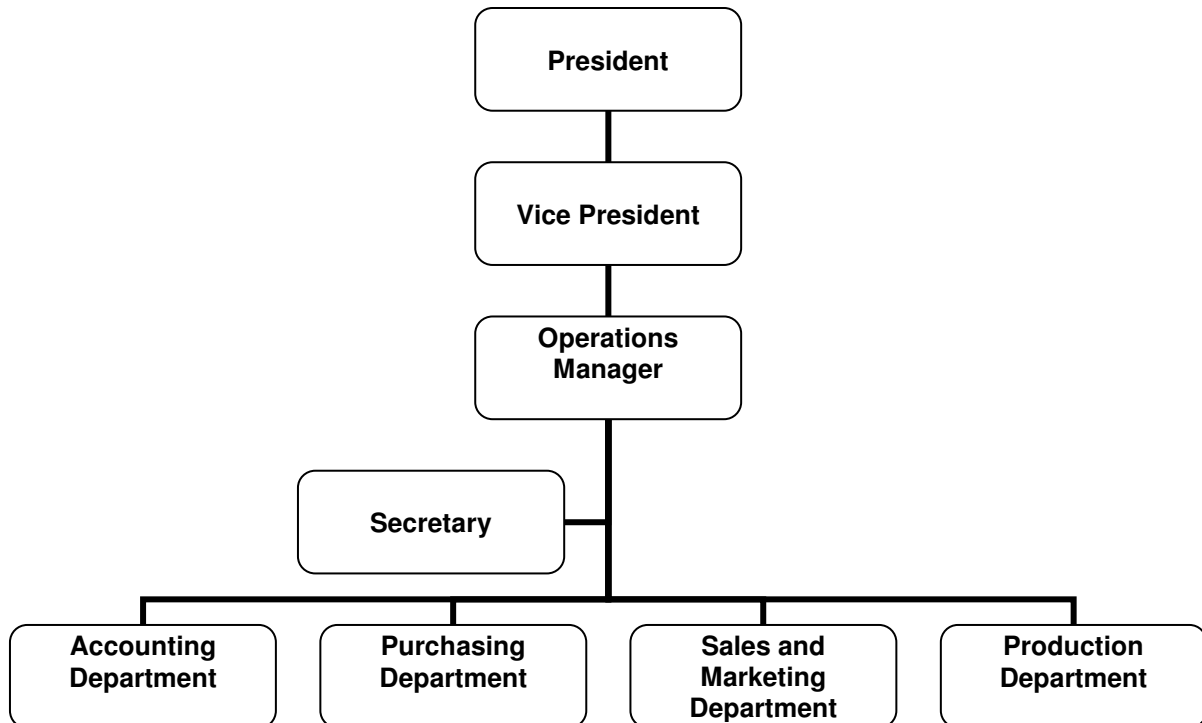 President
Vice President
Operations
Manager
Secretary
Accounting
Department
Purchasing
Department
Sales and
Marketing
Department
Production
Department